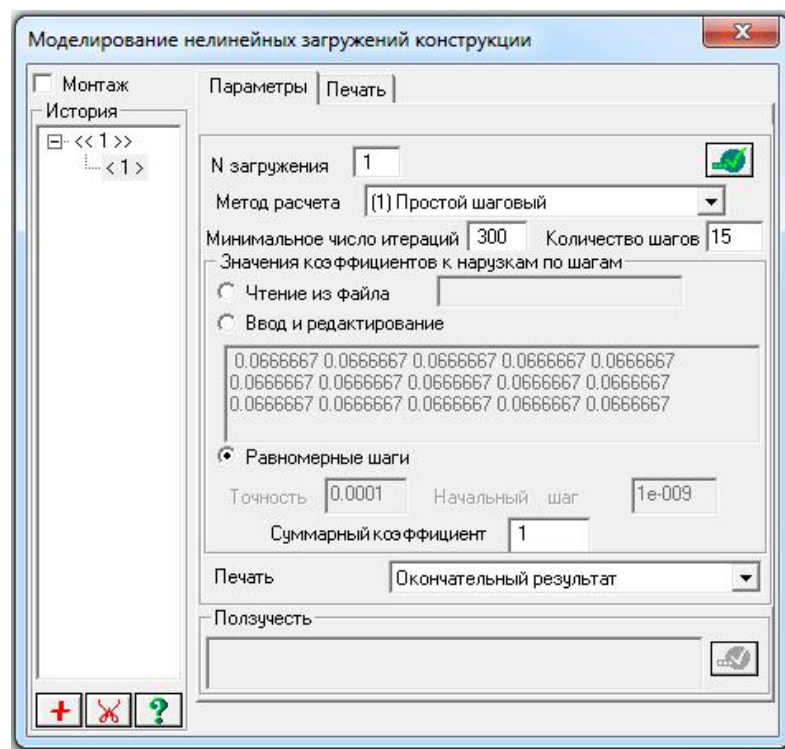 Моделирование нелинейных загружений конструкции
Монтаж
История
<< 1 >>
< 1 >
Параметры
Печать
N загружения 1
Метод расчета (1) Простой шаговый
Минимальное число итераций 300 Количество шагов 15
Значения коэффициентов к нарузкам по шагам
Чтение из файла
Ввод и редактирование
0.0666667 0.0666667 0.0666667 0.0666667 0.0666667
0.0666667 0.0666667 0.0666667 0.0666667 0.0666667
0.0666667 0.0666667 0.0666667 0.0666667 0.0666667
Равномерные шаги
Точность 0.0001 Начальный шаг 1e-009
Суммарный коэффициент 1
Печать Окончательный результат
Ползучесть